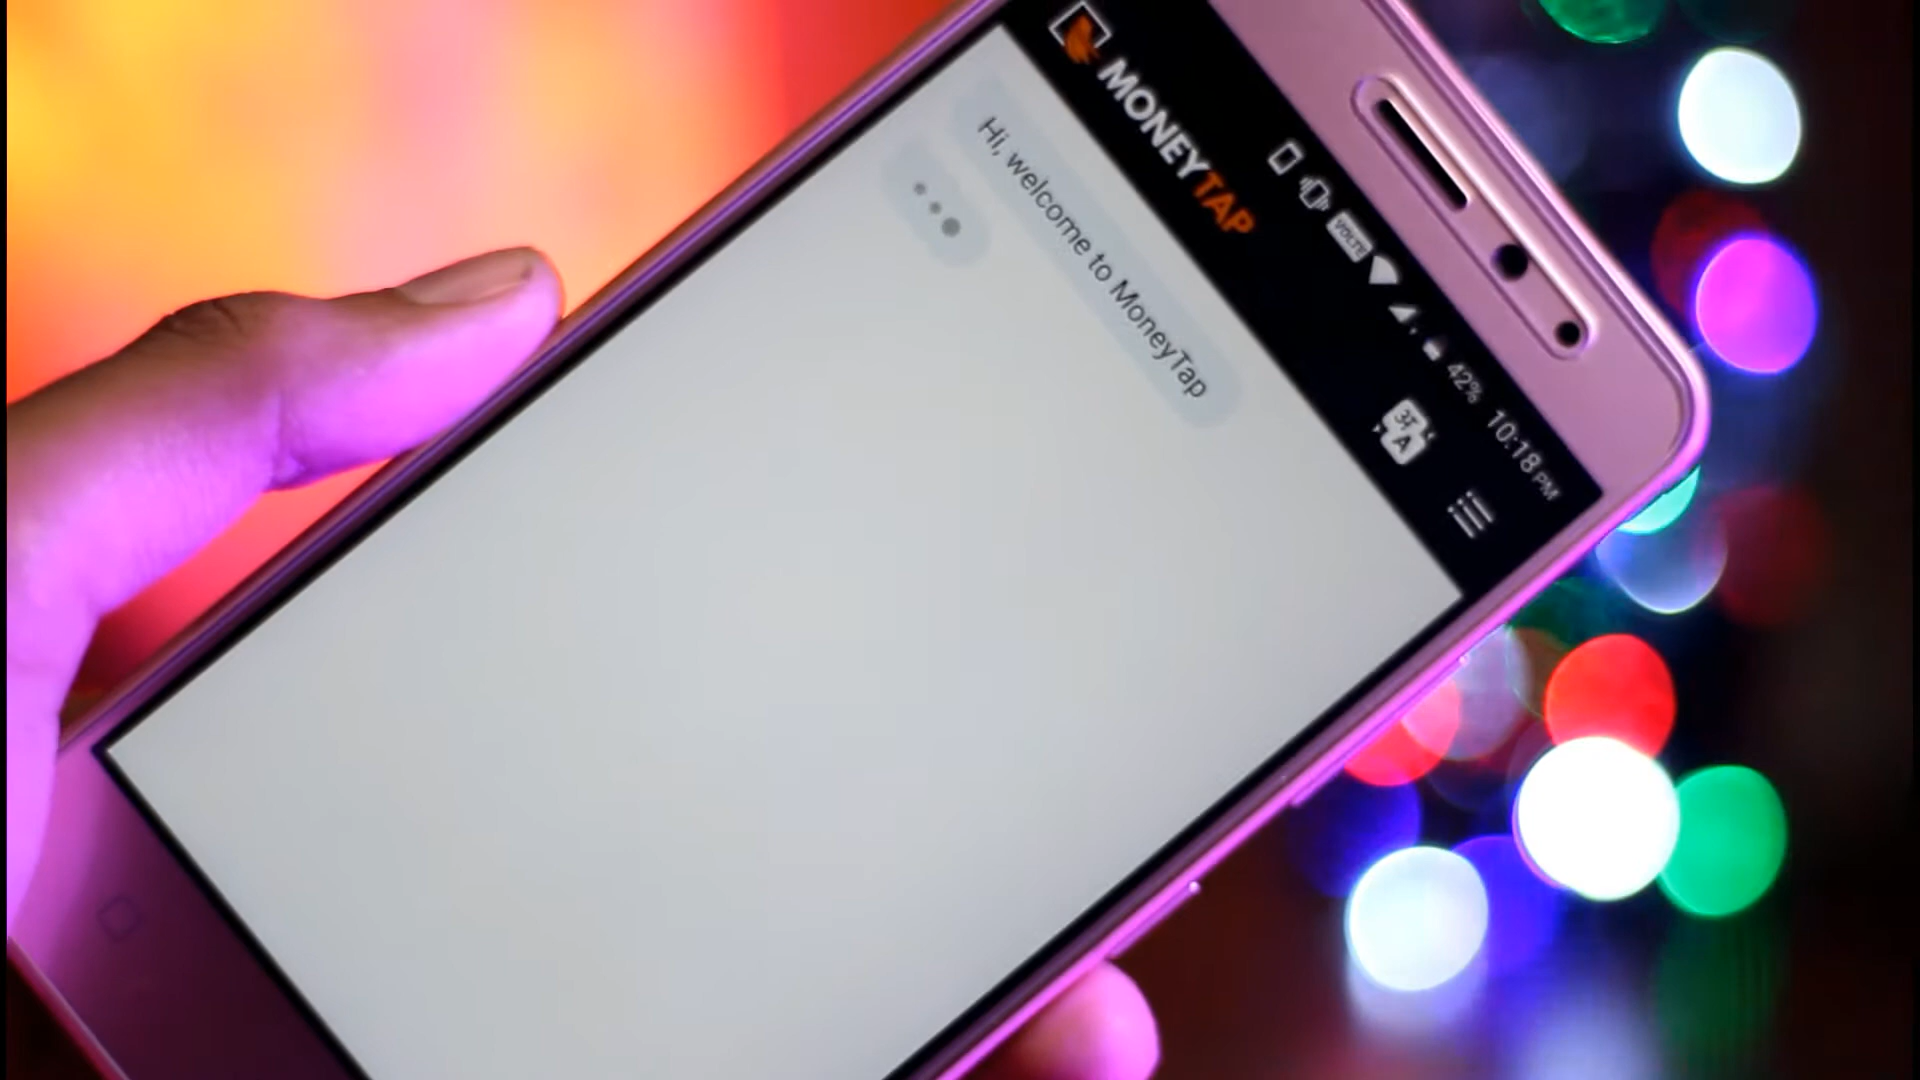 VOLTE 42% 10:18 PM
MONEYTAP
अ
A
Hi, welcome to MoneyTap